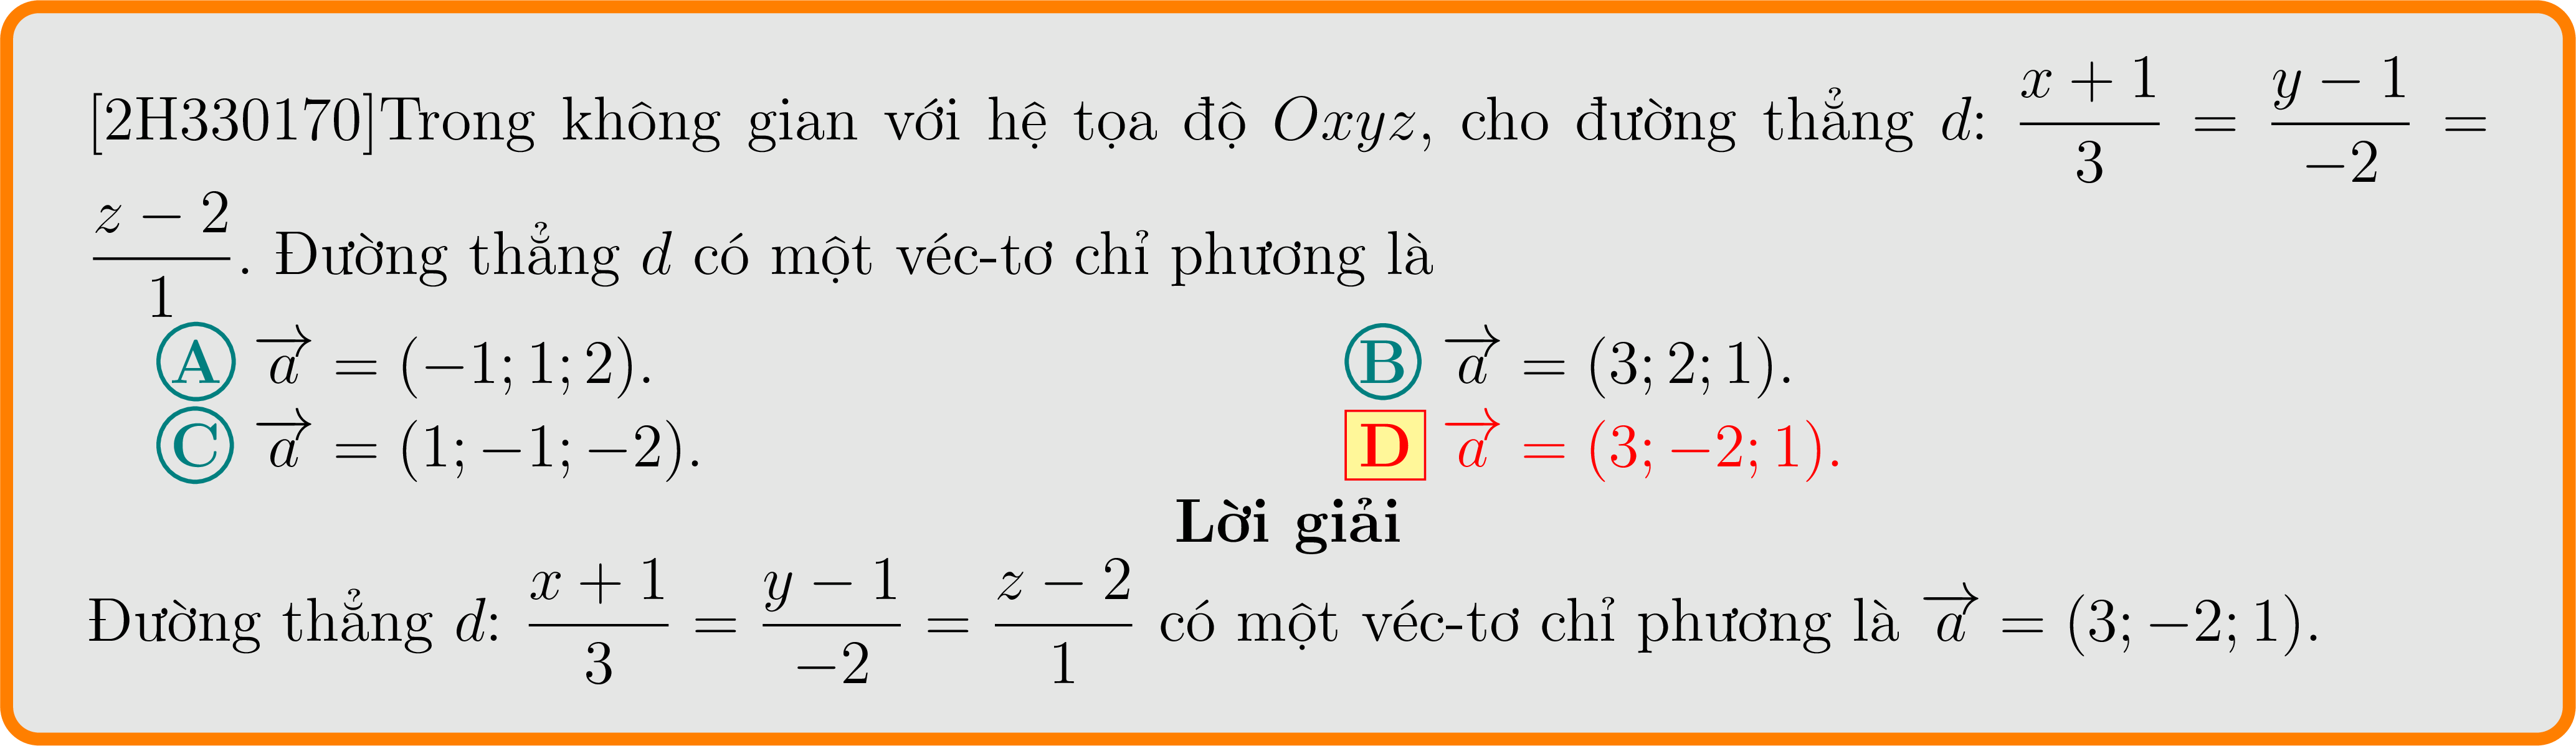 [2H330170]Trong không gian với hệ tọa độ Oxyz, cho đường thẳng d: \frac{x+1}{3} = \frac{y-1}{-2} =
\frac{z-2}{1}. Đường thẳng d có một véc-tơ chỉ phương là
A \overrightarrow{a} = (−1; 1; 2). B \overrightarrow{a} = (3; 2; 1).
C \overrightarrow{a} = (1; −1; −2). D \overrightarrow{a} = (3; −2; 1).
Lời giải
Đường thẳng d: \frac{x+1}{3} = \frac{y-1}{-2} = \frac{z-2}{1} có một véc-tơ chỉ phương là \overrightarrow{a} = (3; −2; 1).